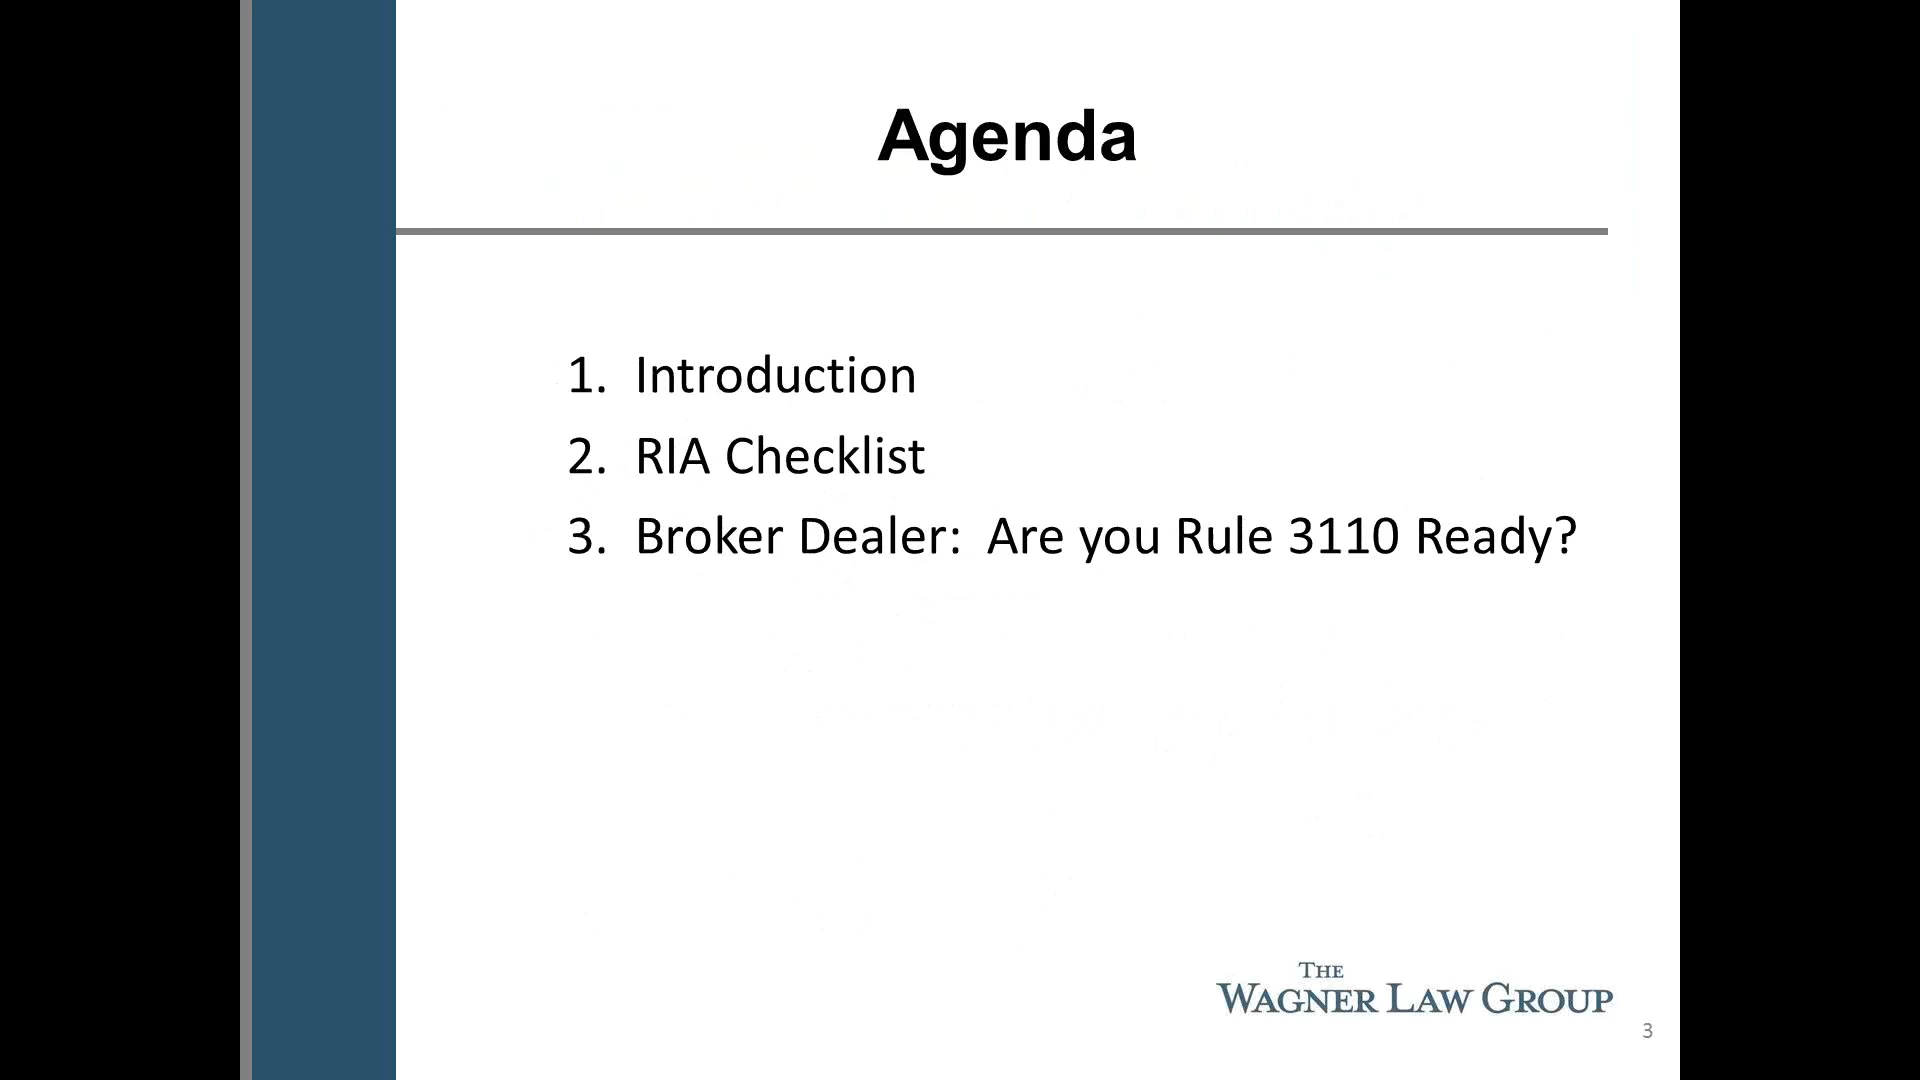 Agenda
1. Introduction
2. RIA Checklist
3. Broker Dealer:  Are you Rule 3110 Ready?
THE
WAGNER LAW GROUP
3